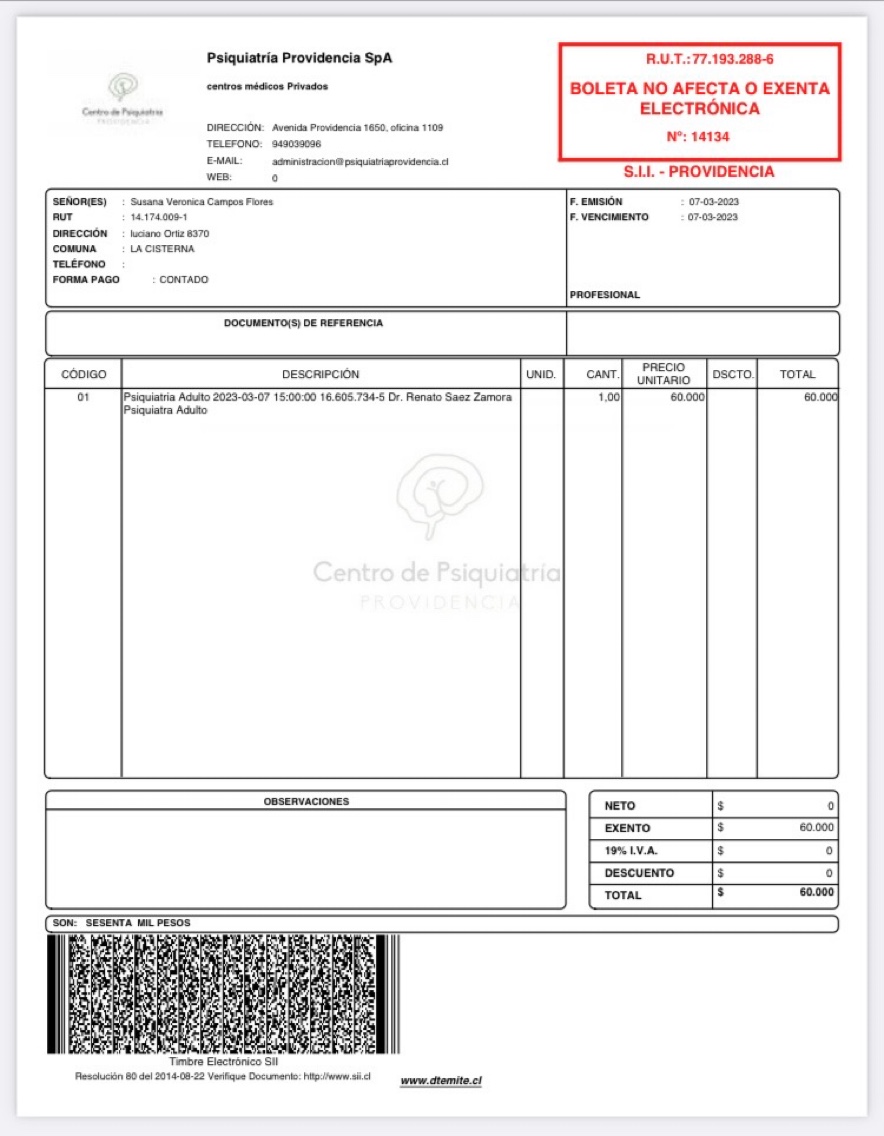 Centro de Psiquiatría
PROVIDENCIA
Psiquiatría Providencia SpA
centros médicos Privados
DIRECCIÓN: Avenida Providencia 1650, oficina 1109
TELEFONO: 949039096
E-MAIL: administracion@psiquiatriaprovidencia.cl
WEB: 0
R.U.T.: 77.193.288-6
BOLETA NO AFECTA O EXENTA
ELECTRÓNICA
Nº: 14134
S.I.I. - PROVIDENCIA
SEÑOR(ES) : Susana Veronica Campos Flores
RUT : 14.174.009-1
DIRECCIÓN : luciano Ortiz 8370
COMUNA : LA CISTERNA
TELÉFONO :
FORMA PAGO : CONTADO
F. EMISIÓN : 07-03-2023
F. VENCIMIENTO : 07-03-2023
PROFESIONAL
DOCUMENTO(S) DE REFERENCIA
CÓDIGO DESCRIPCIÓN UNID. CANT. PRECIO UNITARIO DSCTO. TOTAL
01 Psiquiatría Adulto 2023-03-07 15:00:00 16.605.734-5 Dr. Renato Saez Zamora 1,00 60.000 60.000
Psiquiatra Adulto
Centro de Psiquiatría
PROVIDENCIA
OBSERVACIONES
NETO $ 0
EXENTO $ 60.000
19% I.V.A. $ 0
DESCUENTO $ 0
TOTAL $ 60.000
SON: SESENTA MIL PESOS
Timbre Electrónico SII
Resolución 80 del 2014-08-22 Verifique Documento: http://www.sii.cl
www.dtemite.cl